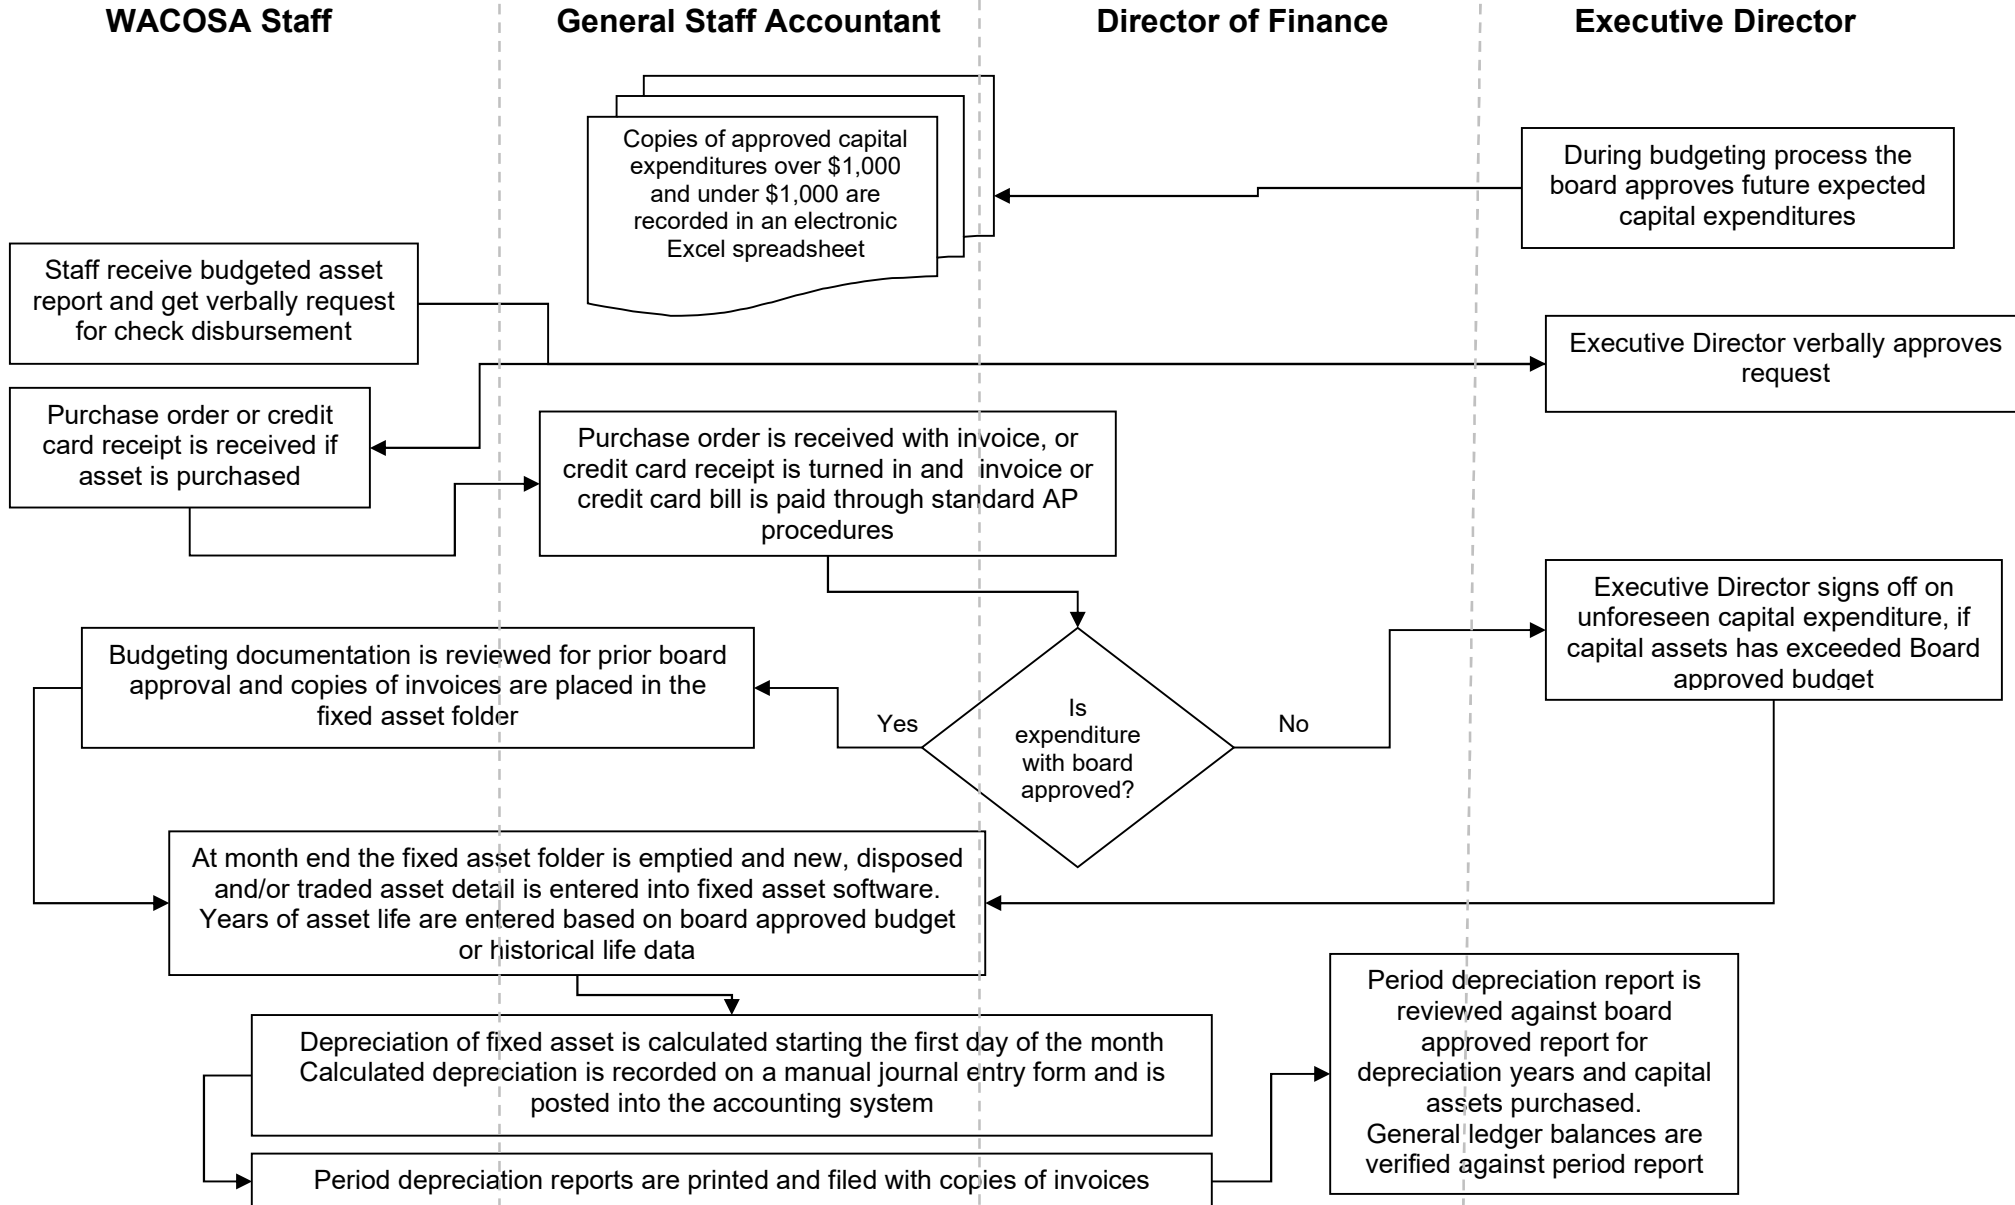 WACOSA Staff
General Staff Accountant
Director of Finance
Executive Director
Copies of approved capital
expenditures over $1,000
and under $1,000 are
recorded in an electronic
Excel spreadsheet
During budgeting process the
board approves future expected
capital expenditures
Staff receive budgeted asset
report and get verbally request
for check disbursement
Executive Director verbally approves
request
Purchase order or credit
card receipt is received if
asset is purchased
Purchase order is received with invoice, or
credit card receipt is turned in and  invoice or
credit card bill is paid through standard AP
procedures
Executive Director signs off on
unforeseen capital expenditure, if
capital assets has exceeded Board
approved budget
Budgeting documentation is reviewed for prior board
approval and copies of invoices are placed in the
fixed asset folder
Yes
Is
expenditure
with board
approved?
No
At month end the fixed asset folder is emptied and new, disposed
and/or traded asset detail is entered into fixed asset software.
Years of asset life are entered based on board approved budget
or historical life data
Depreciation of fixed asset is calculated starting the first day of the month
Calculated depreciation is recorded on a manual journal entry form and is
posted into the accounting system
Period depreciation report is
reviewed against board
approved report for
depreciation years and capital
assets purchased.
General ledger balances are
verified against period report
Period depreciation reports are printed and filed with copies of invoices